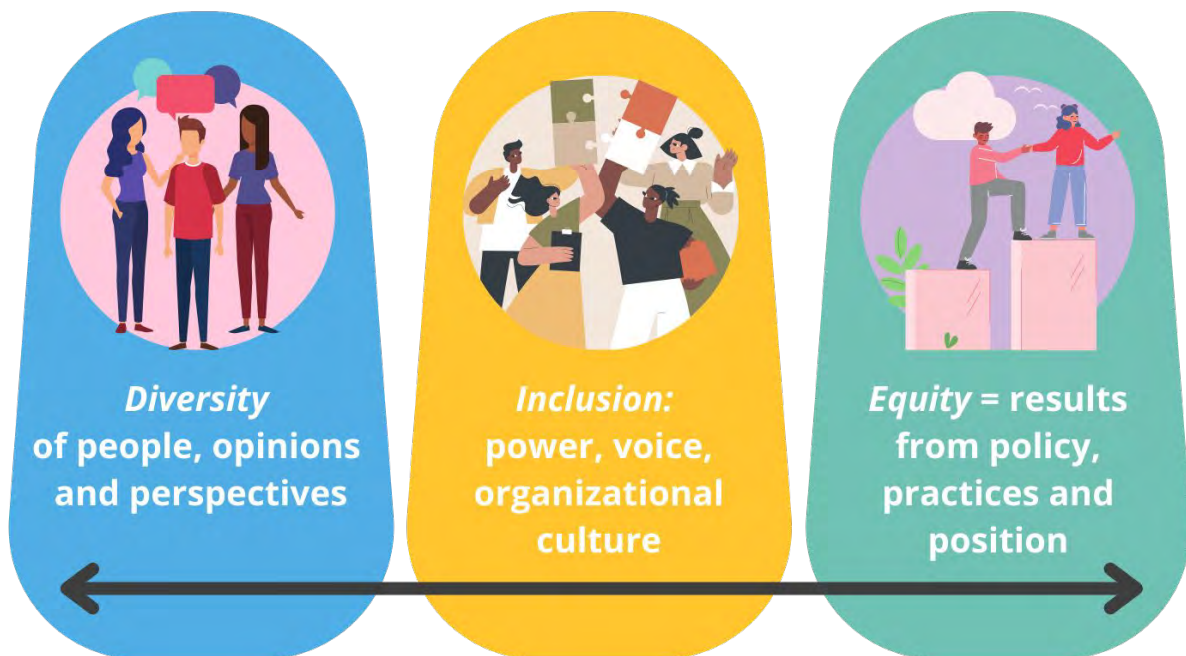 Diversity
of people, opinions
and perspectives
Inclusion:
power, voice,
organizational
culture
Equity = results
from policy,
practices and
position